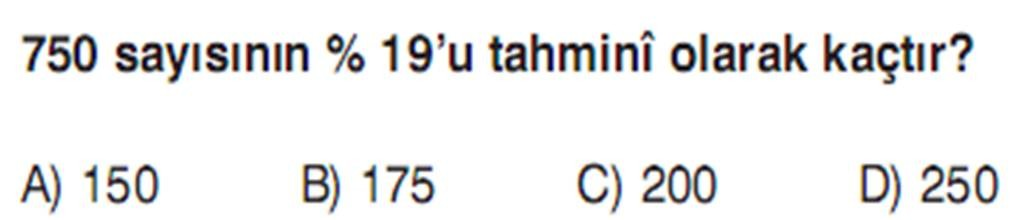 750 sayısının % 19’u tahminî olarak kaçtır?
A) 150 B) 175 C) 200 D) 250